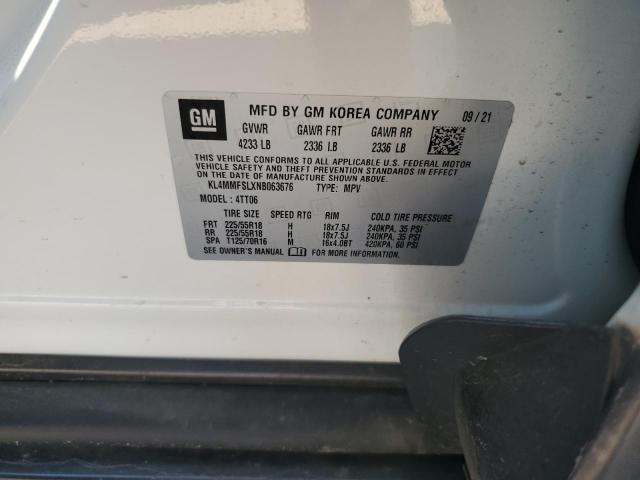 GM
MFD BY GM KOREA COMPANY 09/21
GVWR GAWR FRT GAWR RR
4233 LB 2336 LB 2336 LB
THIS VEHICLE CONFORMS TO ALL APPLICABLE U.S. FEDERAL MOTOR
VEHICLE SAFETY AND THEFT PREVENTION STANDARDS IN EFFECT
ON THE DATE OF MANUFACTURE SHOWN ABOVE.
KL4MMFSLXNB063676 TYPE: MPV
MODEL: 4TT06
TIRE SIZE SPEED RTG RIM COLD TIRE PRESSURE
FRT 225/55R18 H 18x7.5J 240KPA, 35 PSI
RR 225/55R18 H 18x7.5J 240KPA, 35 PSI
SPA T125/70R16 M 16x4.0BT 420KPA, 60 PSI
SEE OWNER'S MANUAL FOR MORE INFORMATION.